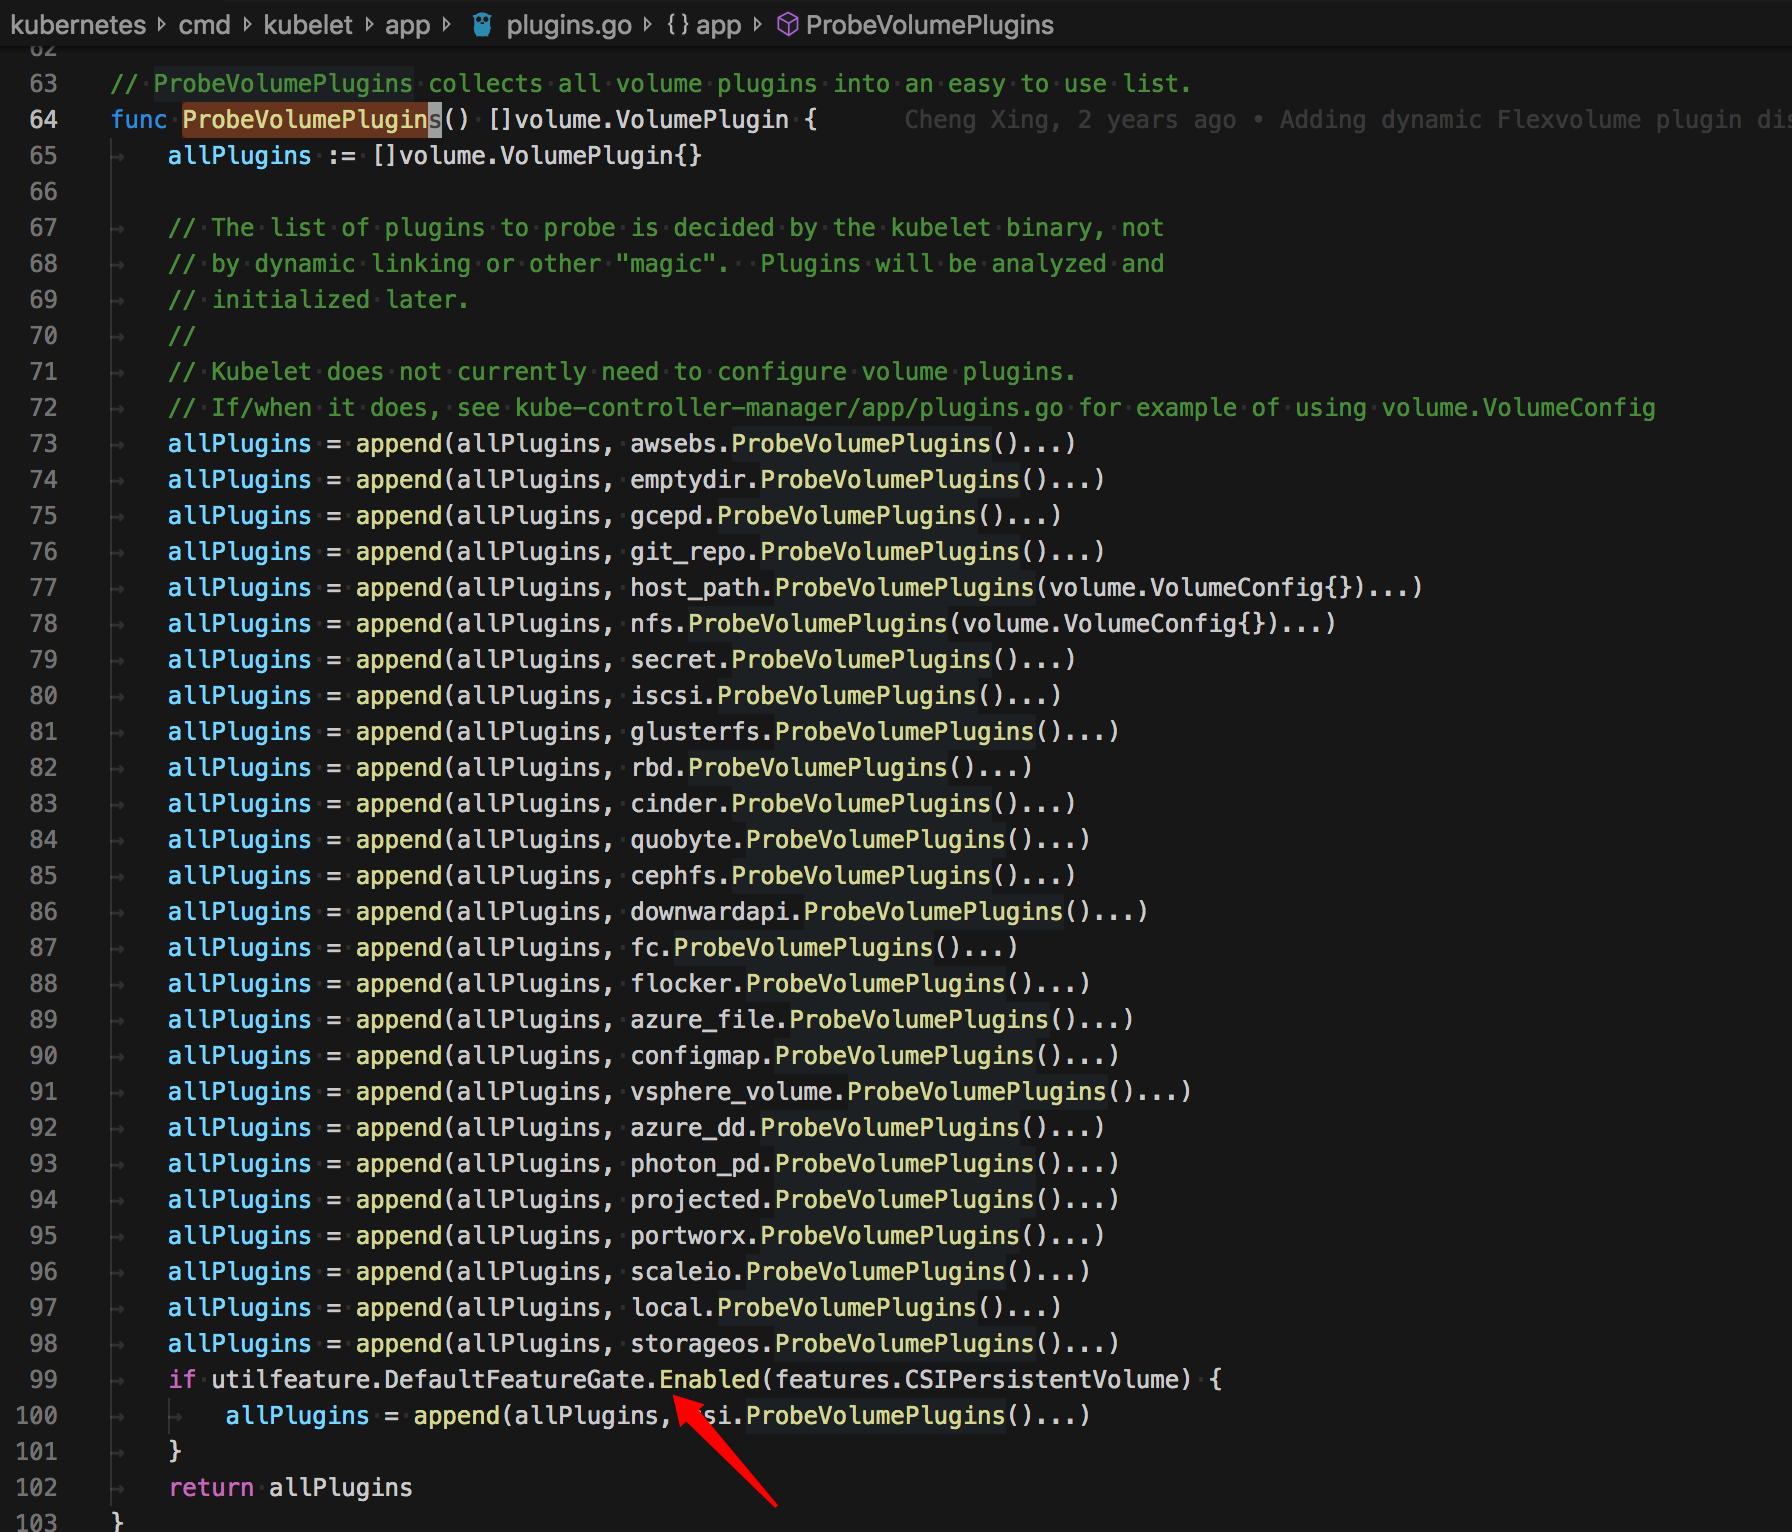 kubernetes › cmd › kubelet › app › plugins.go › {} app › ProbeVolumePlugins
62
63 // ProbeVolumePlugins collects all volume plugins into an easy to use list.
64 func ProbeVolumePlugins() []volume.VolumePlugin { Cheng Xing, 2 years ago • Adding dynamic Flexvolume plugin dis
65 allPlugins := []volume.VolumePlugin{}
66
67 // The list of plugins to probe is decided by the kubelet binary, not
68 // by dynamic linking or other "magic".  Plugins will be analyzed and
69 // initialized later.
70 //
71 // Kubelet does not currently need to configure volume plugins.
72 // If/when it does, see kube-controller-manager/app/plugins.go for example of using volume.VolumeConfig
73 allPlugins = append(allPlugins, awsebs.ProbeVolumePlugins()...)
74 allPlugins = append(allPlugins, emptydir.ProbeVolumePlugins()...)
75 allPlugins = append(allPlugins, gcepd.ProbeVolumePlugins()...)
76 allPlugins = append(allPlugins, git_repo.ProbeVolumePlugins()...)
77 allPlugins = append(allPlugins, host_path.ProbeVolumePlugins(volume.VolumeConfig{})...)
78 allPlugins = append(allPlugins, nfs.ProbeVolumePlugins(volume.VolumeConfig{})...)
79 allPlugins = append(allPlugins, secret.ProbeVolumePlugins()...)
80 allPlugins = append(allPlugins, iscsi.ProbeVolumePlugins()...)
81 allPlugins = append(allPlugins, glusterfs.ProbeVolumePlugins()...)
82 allPlugins = append(allPlugins, rbd.ProbeVolumePlugins()...)
83 allPlugins = append(allPlugins, cinder.ProbeVolumePlugins()...)
84 allPlugins = append(allPlugins, quobyte.ProbeVolumePlugins()...)
85 allPlugins = append(allPlugins, cephfs.ProbeVolumePlugins()...)
86 allPlugins = append(allPlugins, downwardapi.ProbeVolumePlugins()...)
87 allPlugins = append(allPlugins, fc.ProbeVolumePlugins()...)
88 allPlugins = append(allPlugins, flocker.ProbeVolumePlugins()...)
89 allPlugins = append(allPlugins, azure_file.ProbeVolumePlugins()...)
90 allPlugins = append(allPlugins, configmap.ProbeVolumePlugins()...)
91 allPlugins = append(allPlugins, vsphere_volume.ProbeVolumePlugins()...)
92 allPlugins = append(allPlugins, azure_dd.ProbeVolumePlugins()...)
93 allPlugins = append(allPlugins, photon_pd.ProbeVolumePlugins()...)
94 allPlugins = append(allPlugins, projected.ProbeVolumePlugins()...)
95 allPlugins = append(allPlugins, portworx.ProbeVolumePlugins()...)
96 allPlugins = append(allPlugins, scaleio.ProbeVolumePlugins()...)
97 allPlugins = append(allPlugins, local.ProbeVolumePlugins()...)
98 allPlugins = append(allPlugins, storageos.ProbeVolumePlugins()...)
99 if utilfeature.DefaultFeatureGate.Enabled(features.CSIPersistentVolume) {
100 allPlugins = append(allPlugins, csi.ProbeVolumePlugins()...)
101 }
102 return allPlugins
103 }